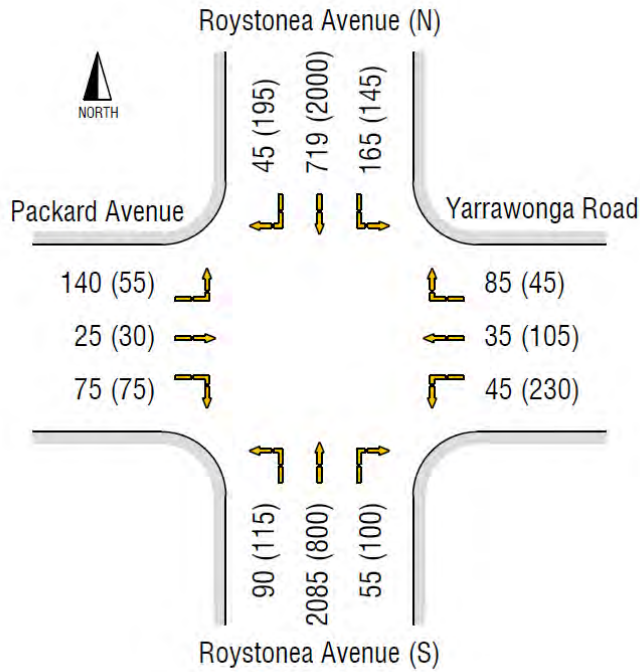 Roystonea Avenue (N)
NORTH
45 (195)
719 (2000)
165 (145)
Packard Avenue
Yarrawonga Road
140 (55)
85 (45)
25 (30)
35 (105)
75 (75)
45 (230)
90 (115)
2085 (800)
55 (100)
Roystonea Avenue (S)